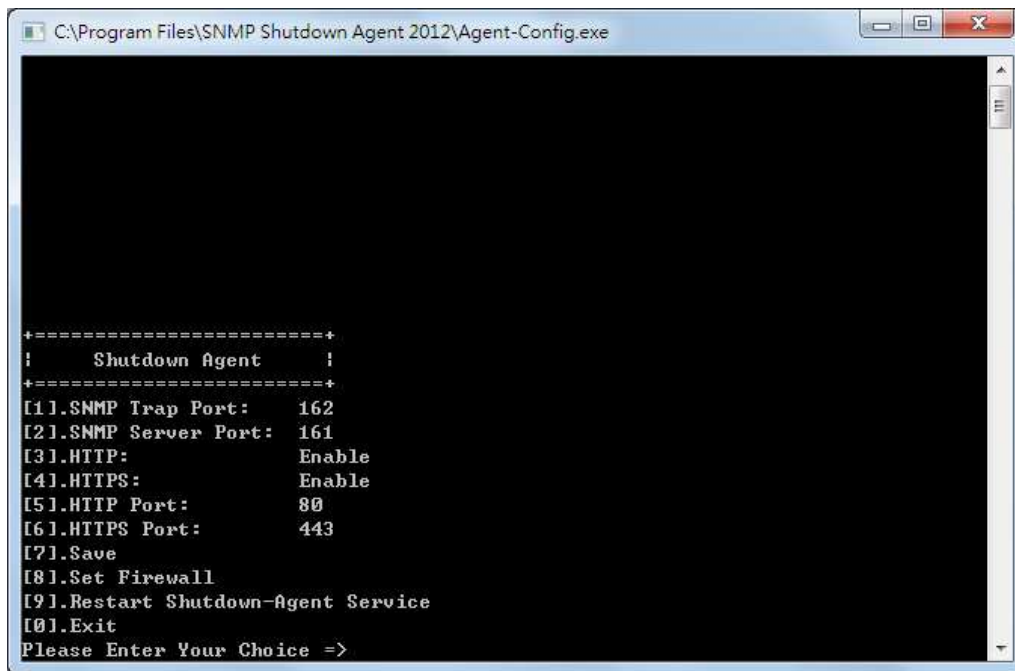 C:\Program Files\SNMP Shutdown Agent 2012\Agent-Config.exe
+========================+
¦     Shutdown Agent     ¦
+========================+
[1].SNMP Trap Port:    162
[2].SNMP Server Port:  161
[3].HTTP:              Enable
[4].HTTPS:             Enable
[5].HTTP Port:         80
[6].HTTPS Port:        443
[7].Save
[8].Set Firewall
[9].Restart Shutdown-Agent Service
[0].Exit
Please Enter Your Choice =>